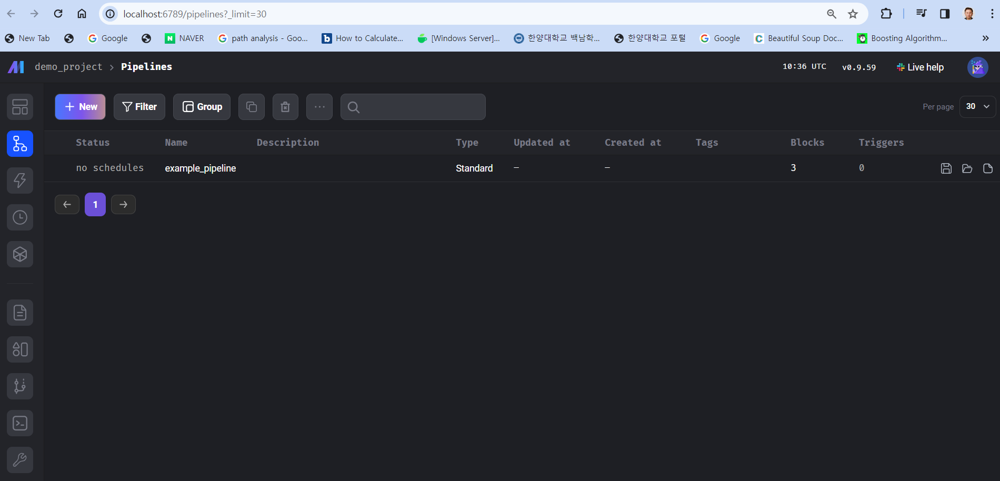 localhost:6789/pipelines?_limit=30
New Tab Google NAVER path analysis - Goo... How to Calculate... [Windows Server]... 한양대학교 백남학... 한양대학교 포털 Google Beautiful Soup Doc... Boosting Algorithm...
demo_project › Pipelines 10:36 UTC v0.9.59 Live help
+ New Filter Group ... Per page 30
Status Name Description Type Updated at Created at Tags Blocks Triggers
no schedules example_pipeline Standard — — 3 0
← 1 →